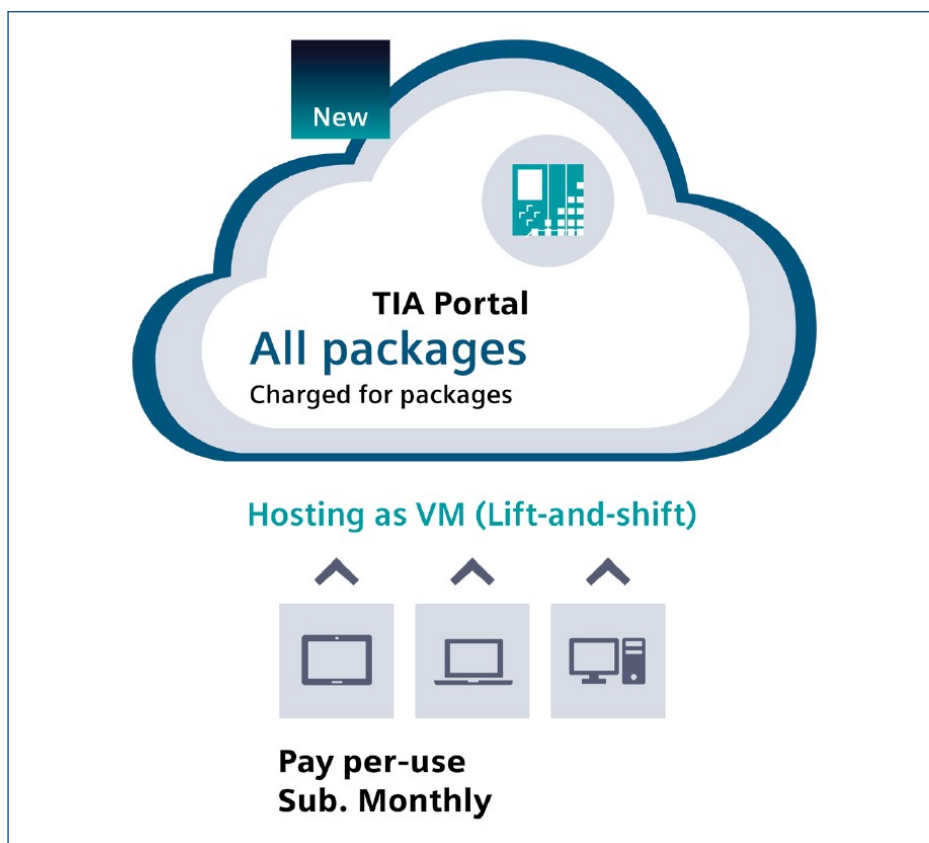 New
TIA Portal
All packages
Charged for packages
Hosting as VM (Lift-and-shift)
Pay per-use
Sub. Monthly